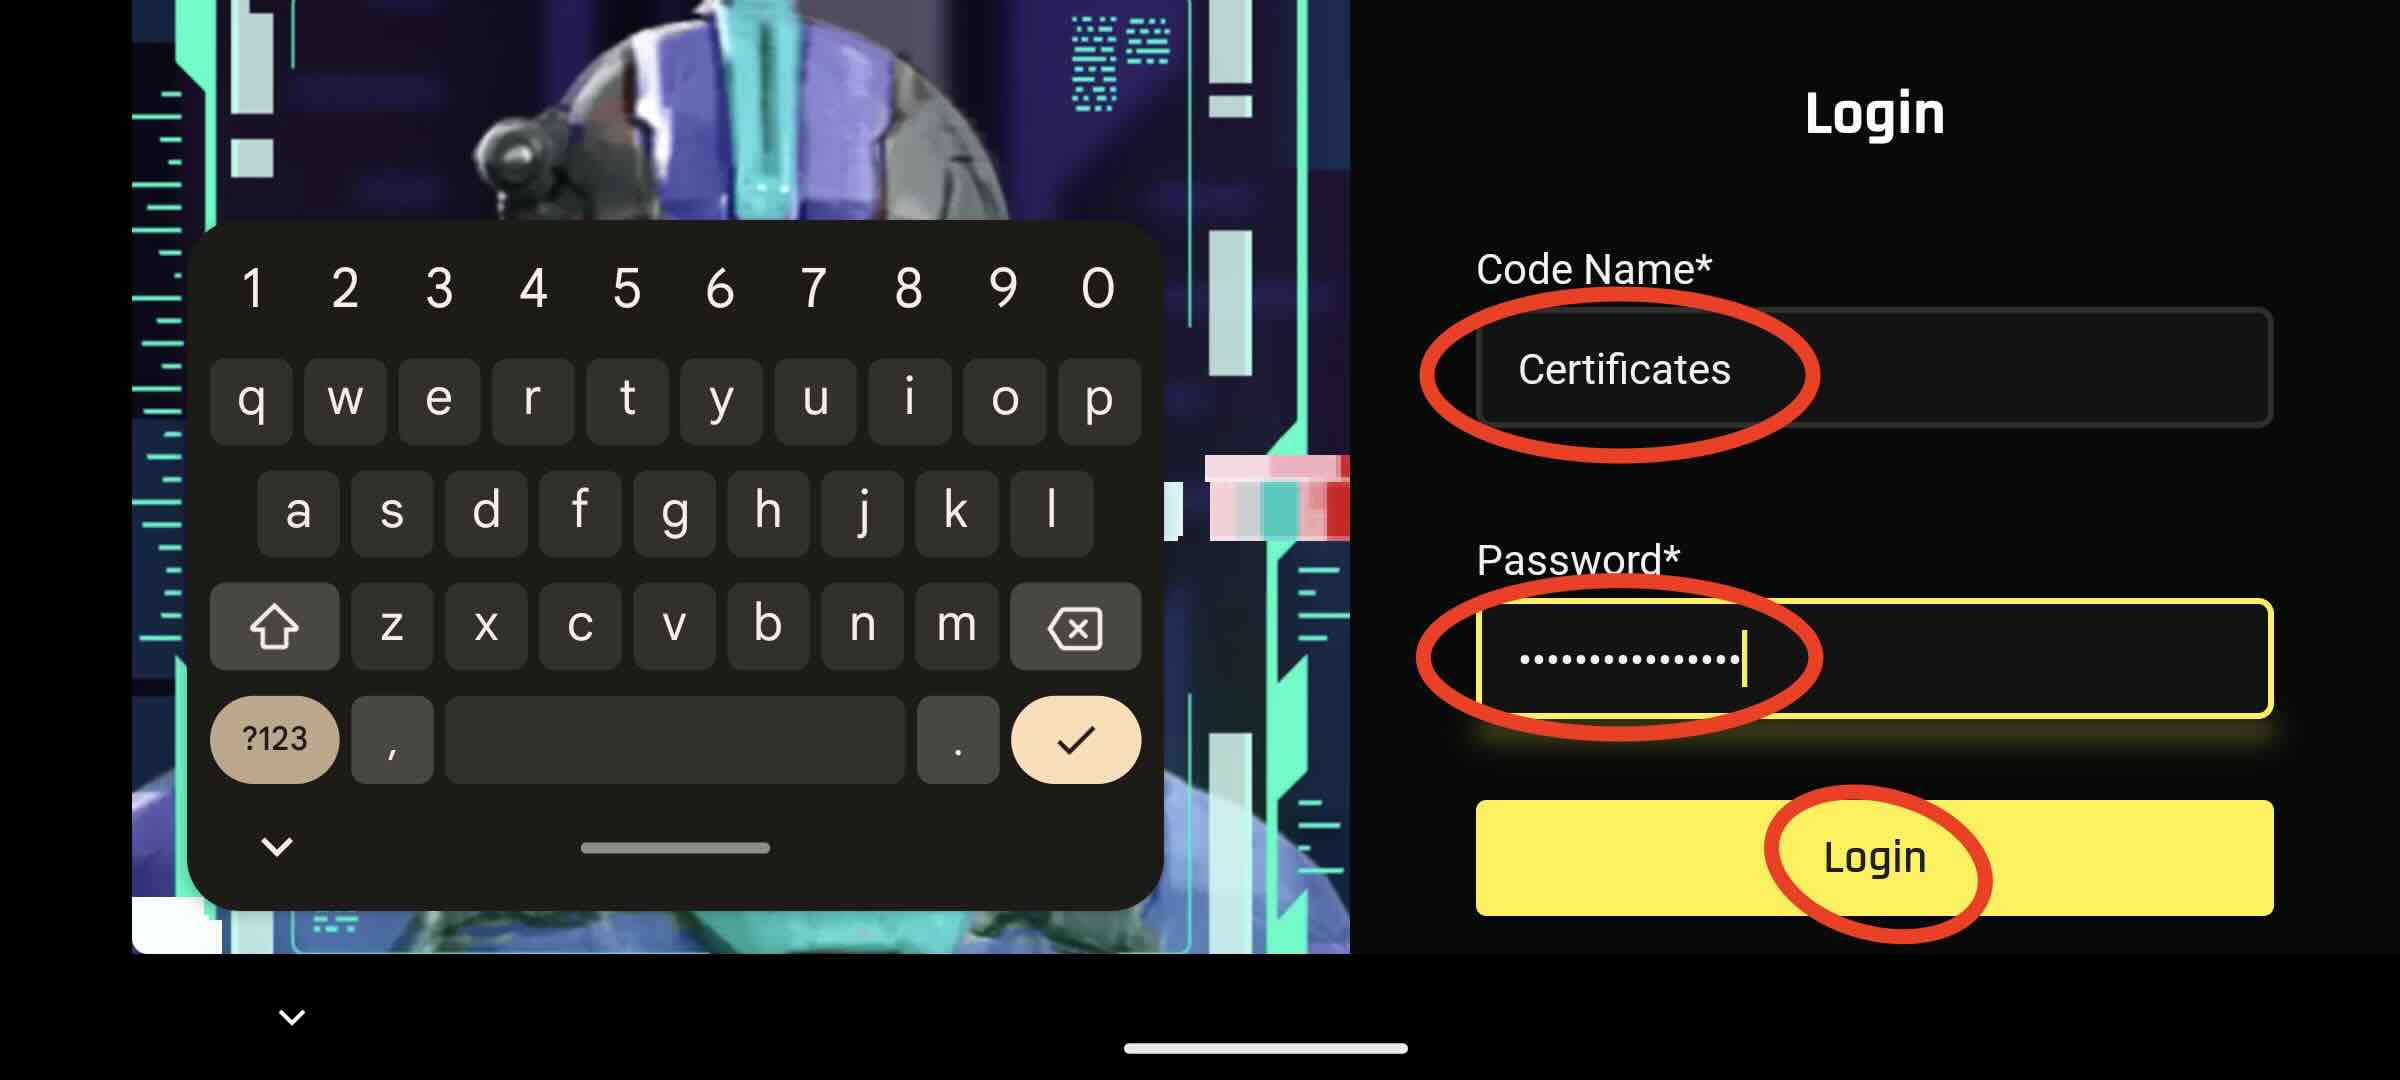 Login
Code Name*
Certificates
Password*
••••••••••••••••
Login
1 2 3 4 5 6 7 8 9 0
q w e r t y u i o p
a s d f g h j k l
z x c v b n m
?123 , .